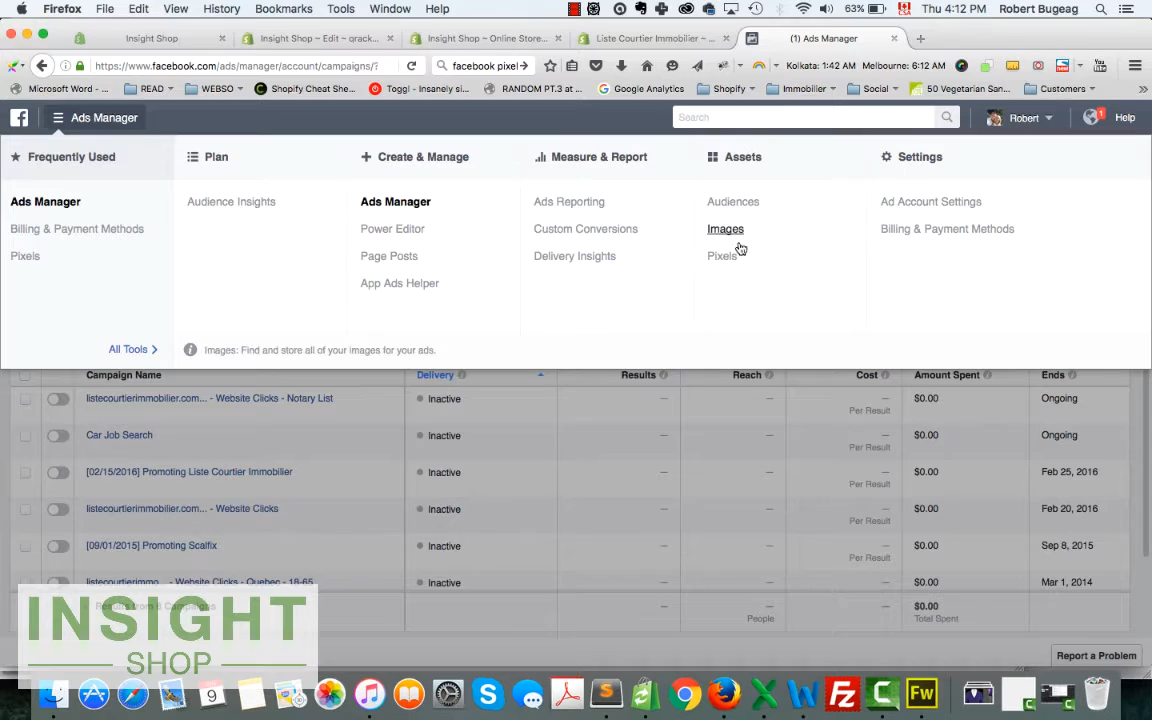 Firefox File Edit View History Bookmarks Tools Window Help 63% Thu 4:12 PM Robert Bugeag
Insight Shop × Insight Shop ~ Edit ~ qrack... × Insight Shop ~ Online Store... × Liste Courtier Immobilier ~... × (1) Ads Manager × +
https://www.facebook.com/ads/manager/account/campaigns/? facebook pixel Kolkata: 1:42 AM Melbourne: 6:12 AM
Microsoft Word -... READ WEBSO Shopify Cheat She... Toggl - Insanely si... RANDOM PT.3 at ... Google Analytics Shopify Immobilier Social 50 Vegetarian San... Customers
Ads Manager Search Robert 1 Help
Frequently Used Plan Create & Manage Measure & Report Assets Settings
Ads Manager Audience Insights Ads Manager Ads Reporting Audiences Ad Account Settings
Billing & Payment Methods Power Editor Custom Conversions Images Billing & Payment Methods
Pixels Page Posts Delivery Insights Pixels
App Ads Helper
All Tools Images: Find and store all of your images for your ads.
Campaign Name Delivery Results Reach Cost Amount Spent Ends
listecourtierimmobilier.com... - Website Clicks - Notary List Inactive — — — $0.00 Ongoing
Per Result
Car Job Search Inactive — — — $0.00 Ongoing
Per Result
[02/15/2016] Promoting Liste Courtier Immobilier Inactive — — — $0.00 Feb 25, 2016
Per Result
listecourtierimmobilier.com... - Website Clicks Inactive — — — $0.00 Feb 20, 2016
Per Result
[09/01/2015] Promoting Scalfix Inactive — — — $0.00 Sep 8, 2015
Per Result
listecourtierimmo... - Website Clicks - Quebec - 18-65 Inactive — — — $0.00 Mar 1, 2014
Results from 6 Campaigns — — — $0.00
People Per Result Total Spent
INSIGHT
SHOP
Report a Problem
9 S W Fz C Fw